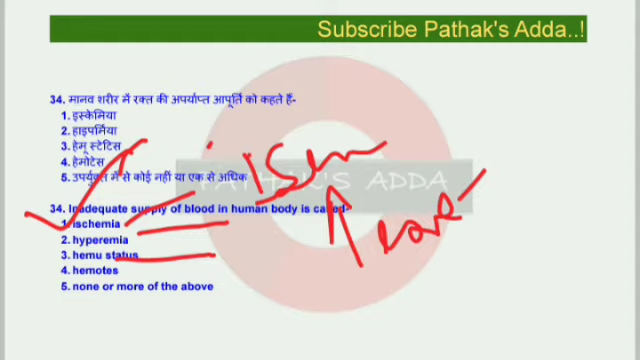 Subscribe Pathak's Adda..!
34. मानव शरीर में रक्त की अपर्याप्त आपूर्ति को कहते हैं-
1. इस्केमिया
2. हाइपर्मिया
3. हेमू स्टेटिस
4. हेमोटेस
5. उपर्युक्त में से कोई नहीं या एक से अधिक
PATHAK'S ADDA
34. Inadequate supply of blood in human body is called-
1. ischemia
2. hyperemia
3. hemu status
4. hemotes
5. none or more of the above